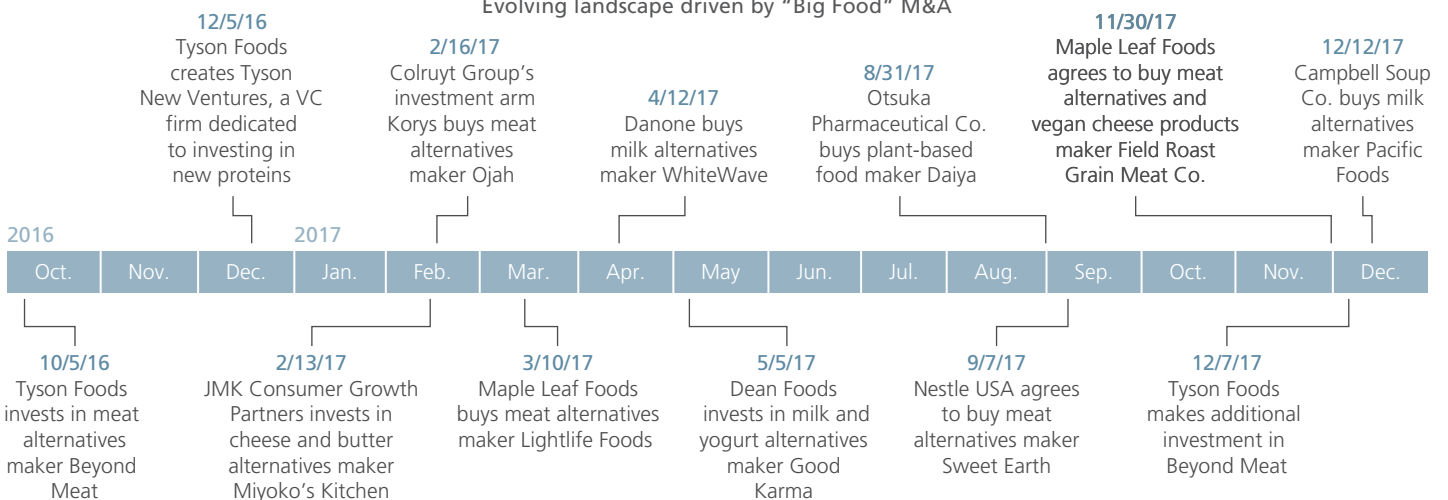 Evolving landscape driven by “Big Food” M&A
12/5/16
Tyson Foods
creates Tyson
New Ventures, a VC
firm dedicated
to investing in
new proteins
2/16/17
Colruyt Group’s
investment arm
Korys buys meat
alternatives
maker Ojah
4/12/17
Danone buys
milk alternatives
maker WhiteWave
8/31/17
Otsuka
Pharmaceutical Co.
buys plant-based
food maker Daiya
11/30/17
Maple Leaf Foods
agrees to buy meat
alternatives and
vegan cheese products
maker Field Roast
Grain Meat Co.
12/12/17
Campbell Soup
Co. buys milk
alternatives
maker Pacific
Foods
2016
2017
Oct.
Nov.
Dec.
Jan.
Feb.
Mar.
Apr.
May
Jun.
Jul.
Aug.
Sep.
Oct.
Nov.
Dec.
10/5/16
Tyson Foods
invests in meat
alternatives
maker Beyond
Meat
2/13/17
JMK Consumer Growth
Partners invests in
cheese and butter
alternatives maker
Miyoko’s Kitchen
3/10/17
Maple Leaf Foods
buys meat alternatives
maker Lightlife Foods
5/5/17
Dean Foods
invests in milk and
yogurt alternatives
maker Good
Karma
9/7/17
Nestle USA agrees
to buy meat
alternatives maker
Sweet Earth
12/7/17
Tyson Foods
makes additional
investment in
Beyond Meat